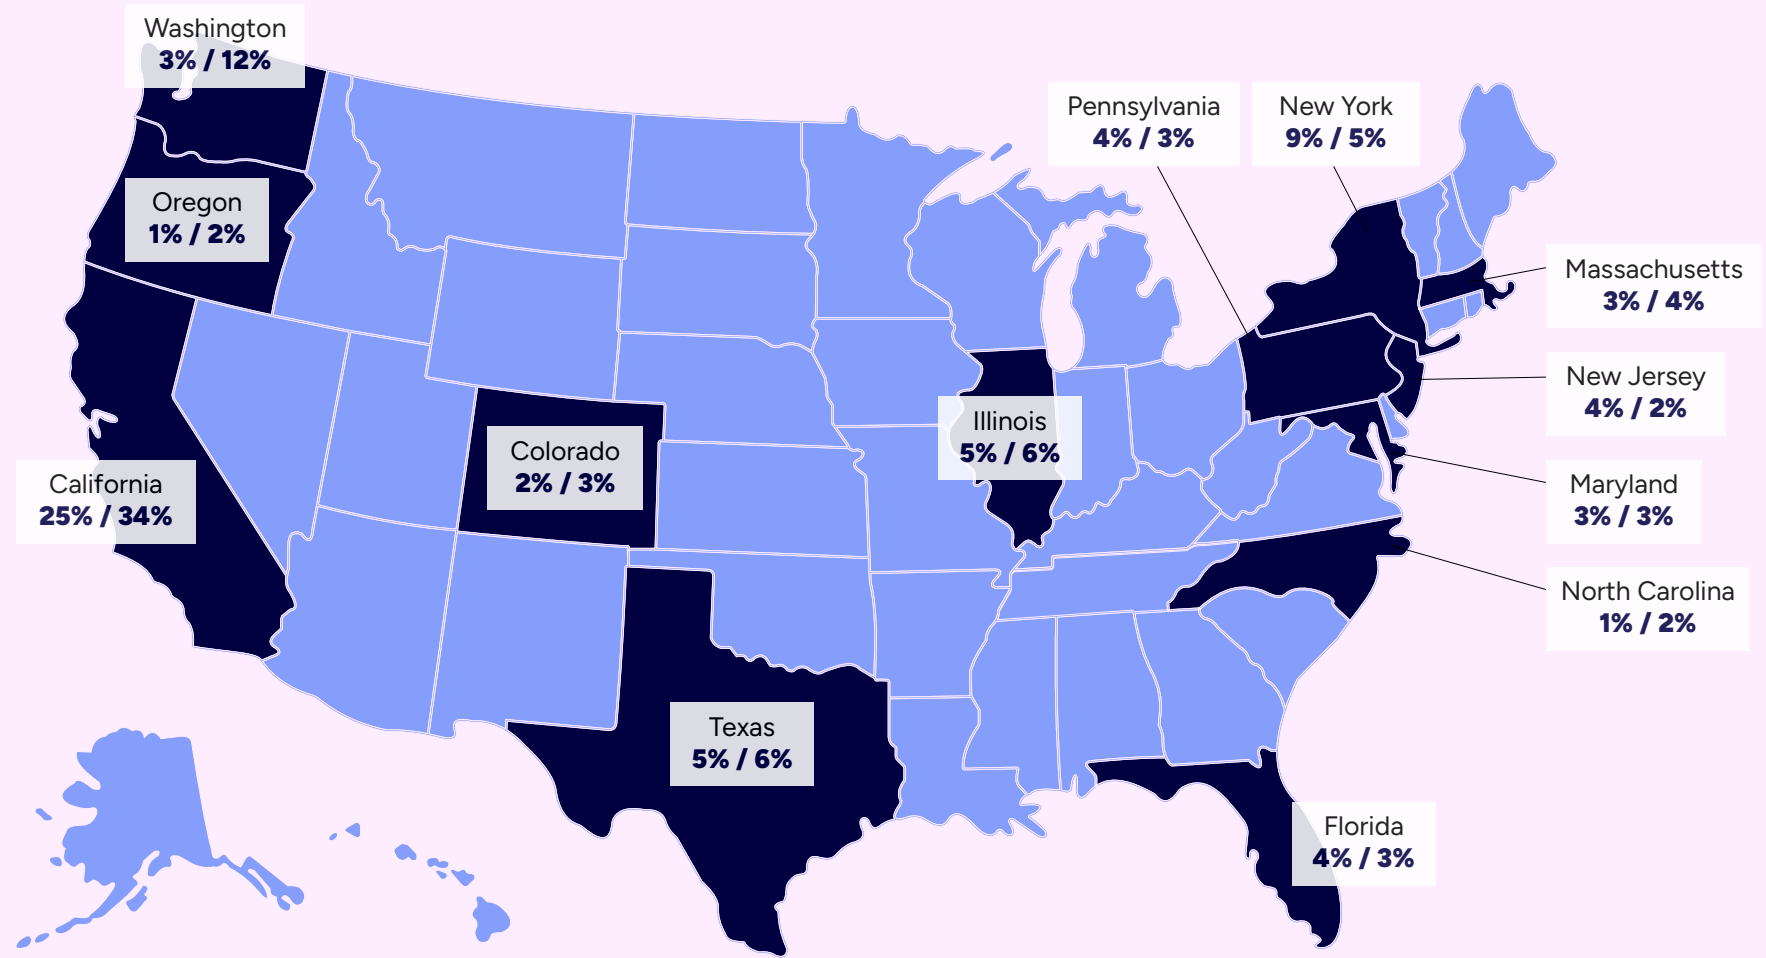 Washington
3% / 12%
Oregon
1% / 2%
California
25% / 34%
Colorado
2% / 3%
Texas
5% / 6%
Illinois
5% / 6%
Pennsylvania
4% / 3%
New York
9% / 5%
Massachusetts
3% / 4%
New Jersey
4% / 2%
Maryland
3% / 3%
North Carolina
1% / 2%
Florida
4% / 3%